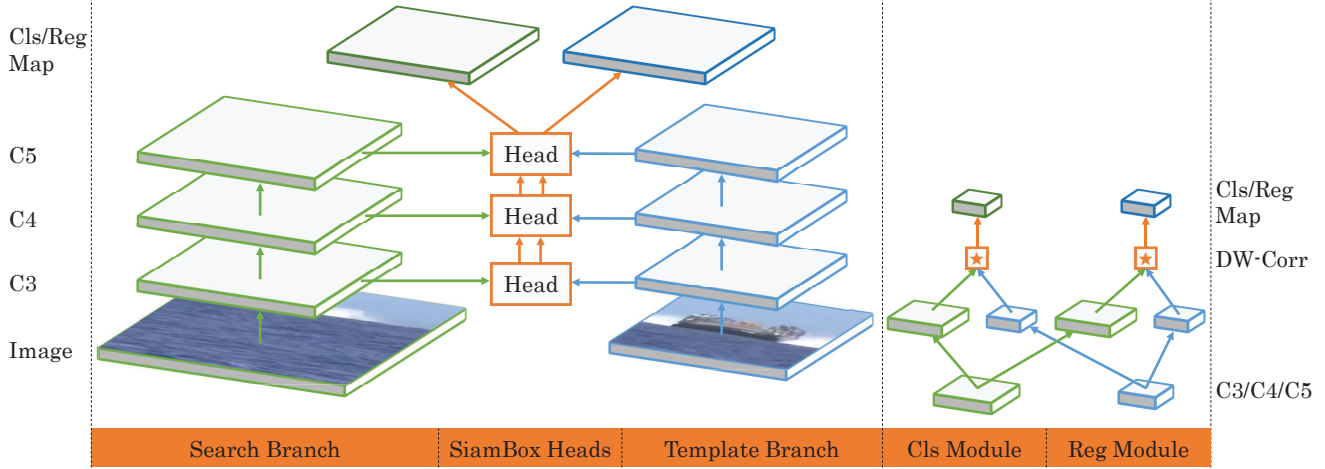 Cls/Reg
Map
C5
C4
C3
Image
Head
Head
Head
Cls/Reg
Map
DW-Corr
C3/C4/C5
Search Branch
SiamBox Heads
Template Branch
Cls Module
Reg Module